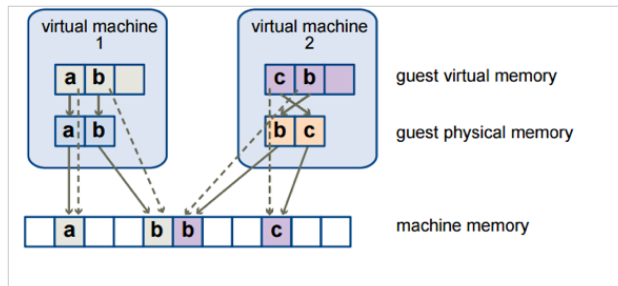 virtual machine
1
virtual machine
2
a b
c b
guest virtual memory
a b
b c
guest physical memory
a b b c
machine memory